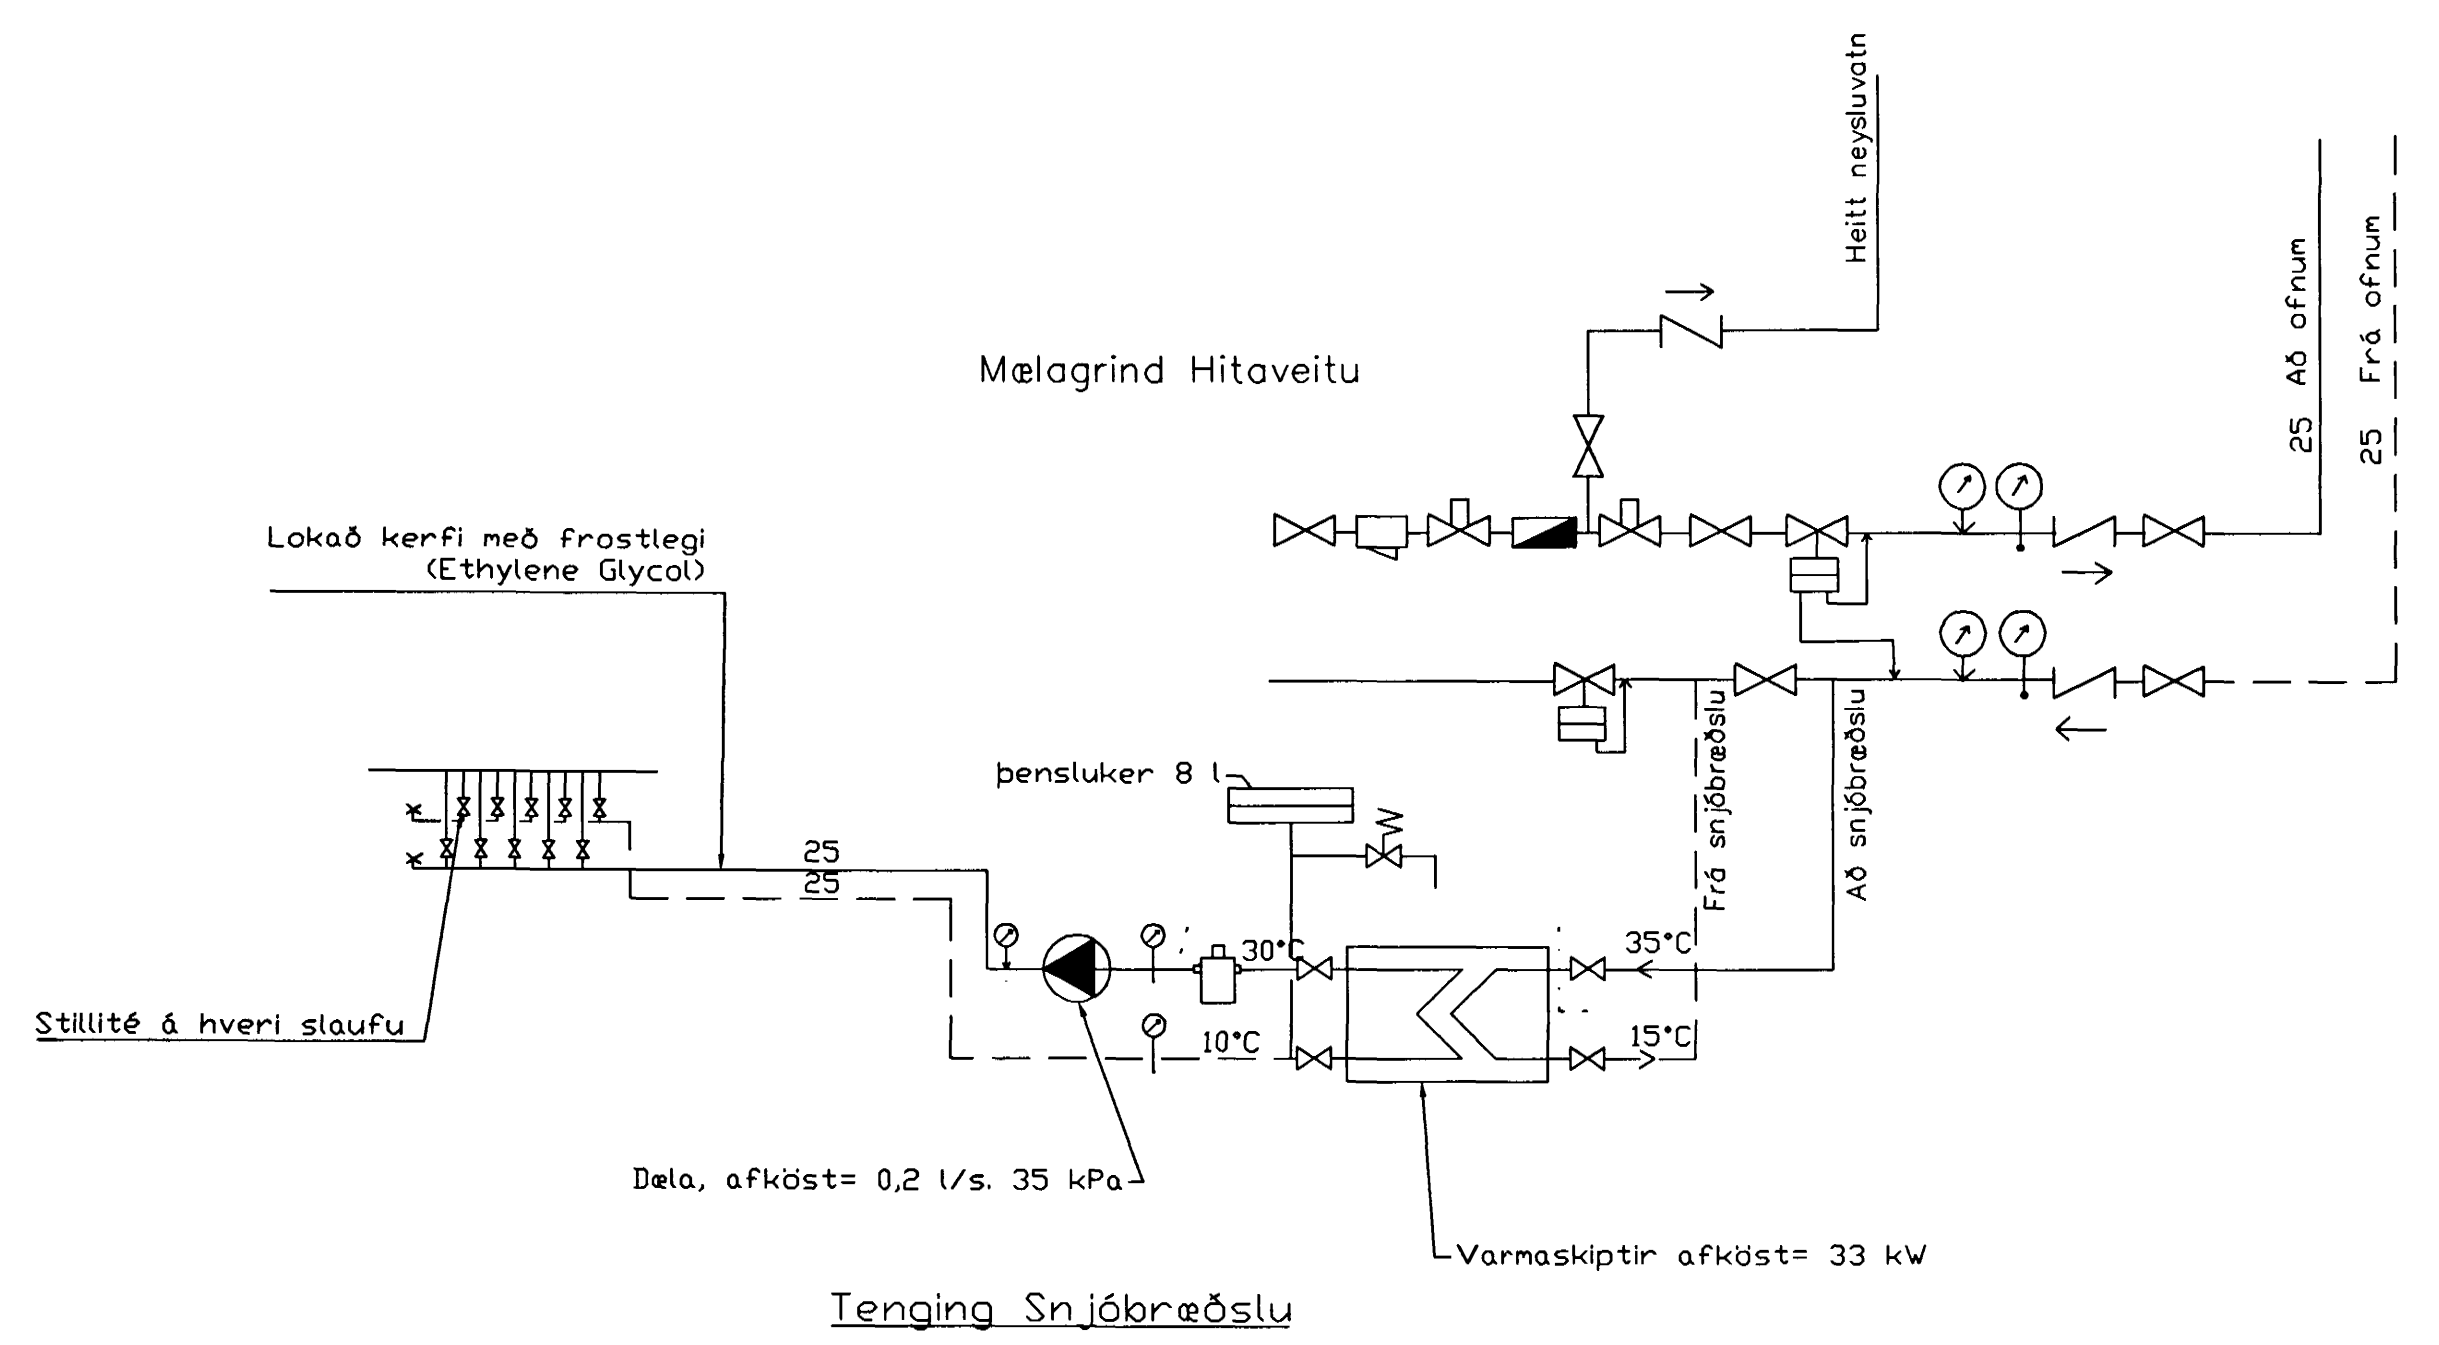 Heitt neysluvatn
Mælagrind Hitaveitu
25 Að ofnum
25 Frá ofnum
Lokað kerfi með frostlegi
(Ethylene Glycol)
Frá snjóbræðslu
Að snjóbræðslu
þensluker 8 l
25
25
30°C
35°C
Stillité á hveri slaufu
10°C
15°C
Dæla, afköst= 0,2 l/s. 35 kPa
Varmaskiptir afköst= 33 kW
Tenging Snjóbræðslu